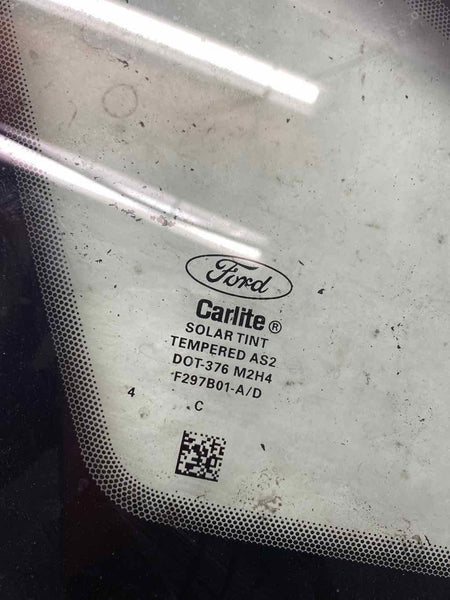 Ford
Carlite®
SOLAR TINT
TEMPERED AS2
DOT-376 M2H4
F297B01-A/D
4 C